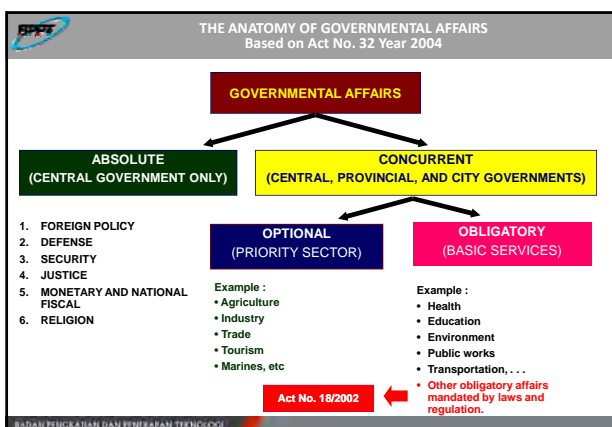 BPPT
THE ANATOMY OF GOVERNMENTAL AFFAIRS
Based on Act No. 32 Year 2004
GOVERNMENTAL AFFAIRS
ABSOLUTE
(CENTRAL GOVERNMENT ONLY)
CONCURRENT
(CENTRAL, PROVINCIAL, AND CITY GOVERNMENTS)
1. FOREIGN POLICY
2. DEFENSE
3. SECURITY
4. JUSTICE
5. MONETARY AND NATIONAL
FISCAL
6. RELIGION
OPTIONAL
(PRIORITY SECTOR)
OBLIGATORY
(BASIC SERVICES)
Example :
• Agriculture
• Industry
• Trade
• Tourism
• Marines, etc
Example :
• Health
• Education
• Environment
• Public works
• Transportation, . . .
• Other obligatory affairs
mandated by laws and
regulation.
Act No. 18/2002
BADAN PENGKAJIAN DAN PENERAPAN TEKNOLOGI